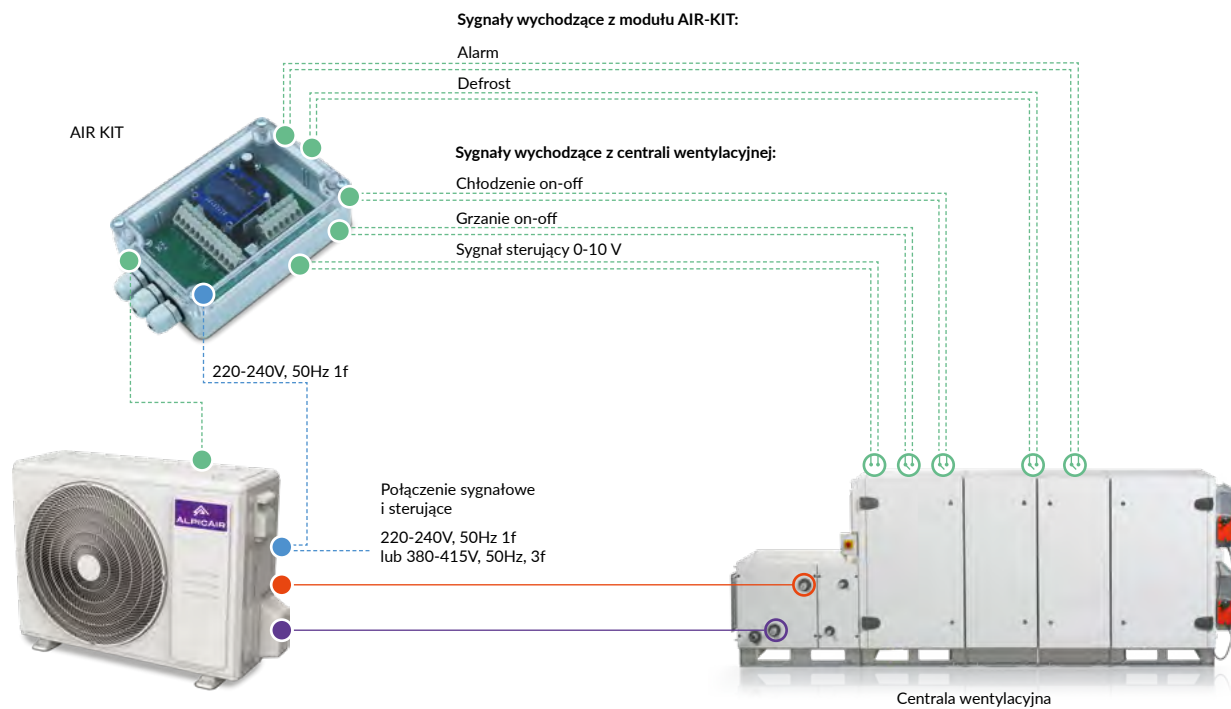 Sygnały wychodzące z modułu AIR-KIT:
Alarm
Defrost
AIR KIT
Sygnały wychodzące z centrali wentylacyjnej:
Chłodzenie on-off
Grzanie on-off
Sygnał sterujący 0-10 V
220-240V, 50Hz 1f
ALPICAIR
Połączenie sygnałowe
i sterujące
220-240V, 50Hz 1f
lub 380-415V, 50Hz, 3f
Centrala wentylacyjna